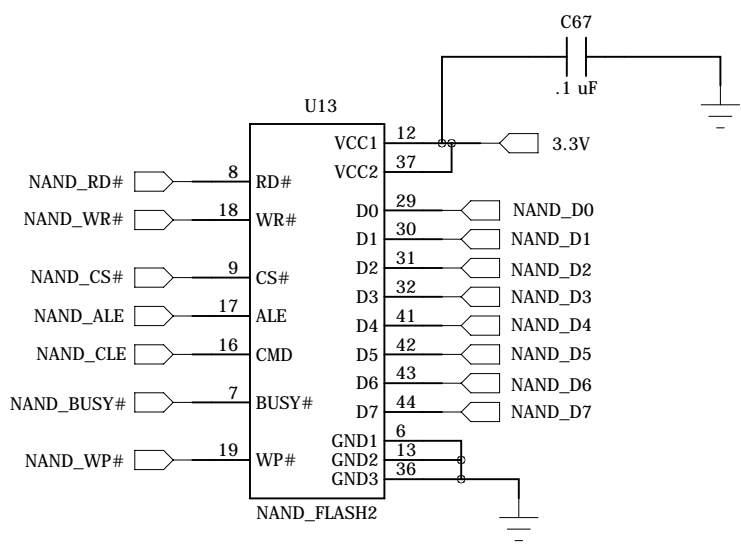 C67
.1 uF
U13
VCC1 12
3.3V
VCC2 37
NAND_RD# 8 RD#
NAND_WR# 18 WR#
D0 29 NAND_D0
D1 30 NAND_D1
NAND_CS# 9 CS#
D2 31 NAND_D2
D3 32 NAND_D3
NAND_ALE 17 ALE
D4 41 NAND_D4
NAND_CLE 16 CMD
D5 42 NAND_D5
D6 43 NAND_D6
NAND_BUSY# 7 BUSY#
D7 44 NAND_D7
GND1 6
NAND_WP# 19 WP#
GND2 13
GND3 36
NAND_FLASH2